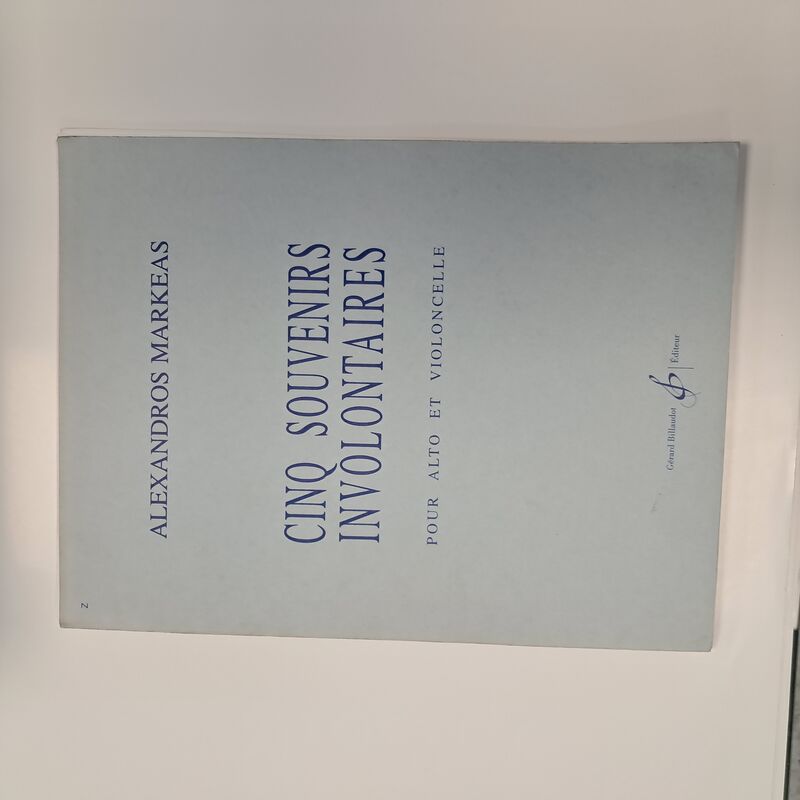 Z
ALEXANDROS MARKEAS
CINQ SOUVENIRS
INVOLONTAIRES
POUR ALTO ET VIOLONCELLE
Gérard Billaudot Éditeur